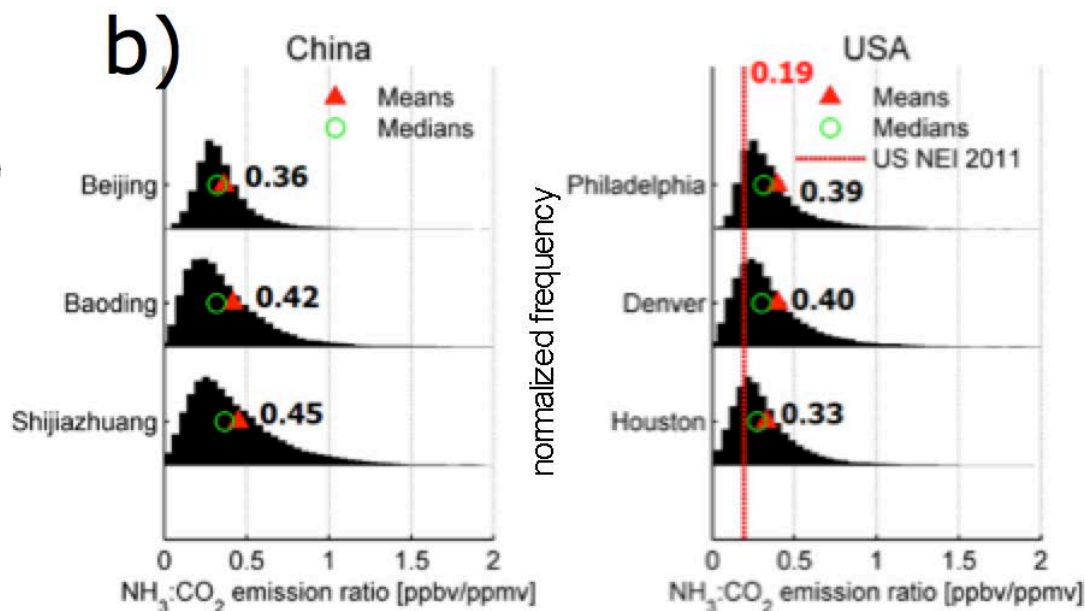 b)
China
Means
Medians
Beijing
0.36
Baoding
0.42
Shijiazhuang
0.45
0 0.5 1 1.5 2
NH3:CO2 emission ratio [ppbv/ppmv]
normalized frequency
USA
0.19
Means
Medians
US NEI 2011
Philadelphia
0.39
Denver
0.40
Houston
0.33
0 0.5 1 1.5 2
NH3:CO2 emission ratio [ppbv/ppmv]